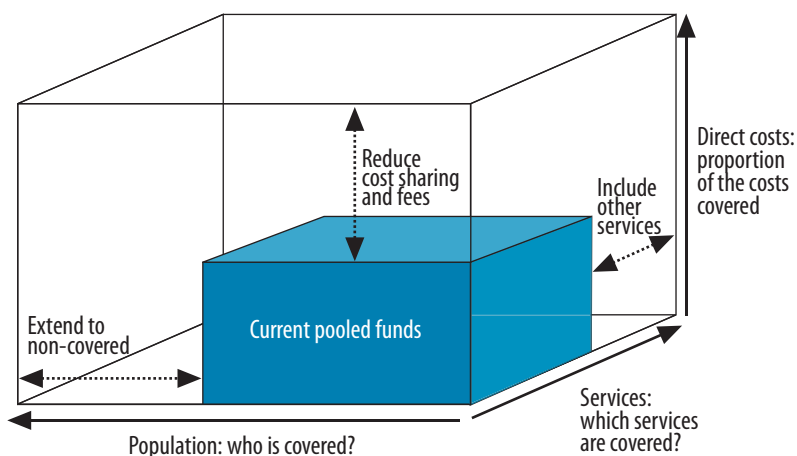 Reduce
cost sharing
and fees
Include
other
services
Direct costs:
proportion
of the costs
covered
Extend to
non-covered
Current pooled funds
Population: who is covered?
Services:
which services
are covered?